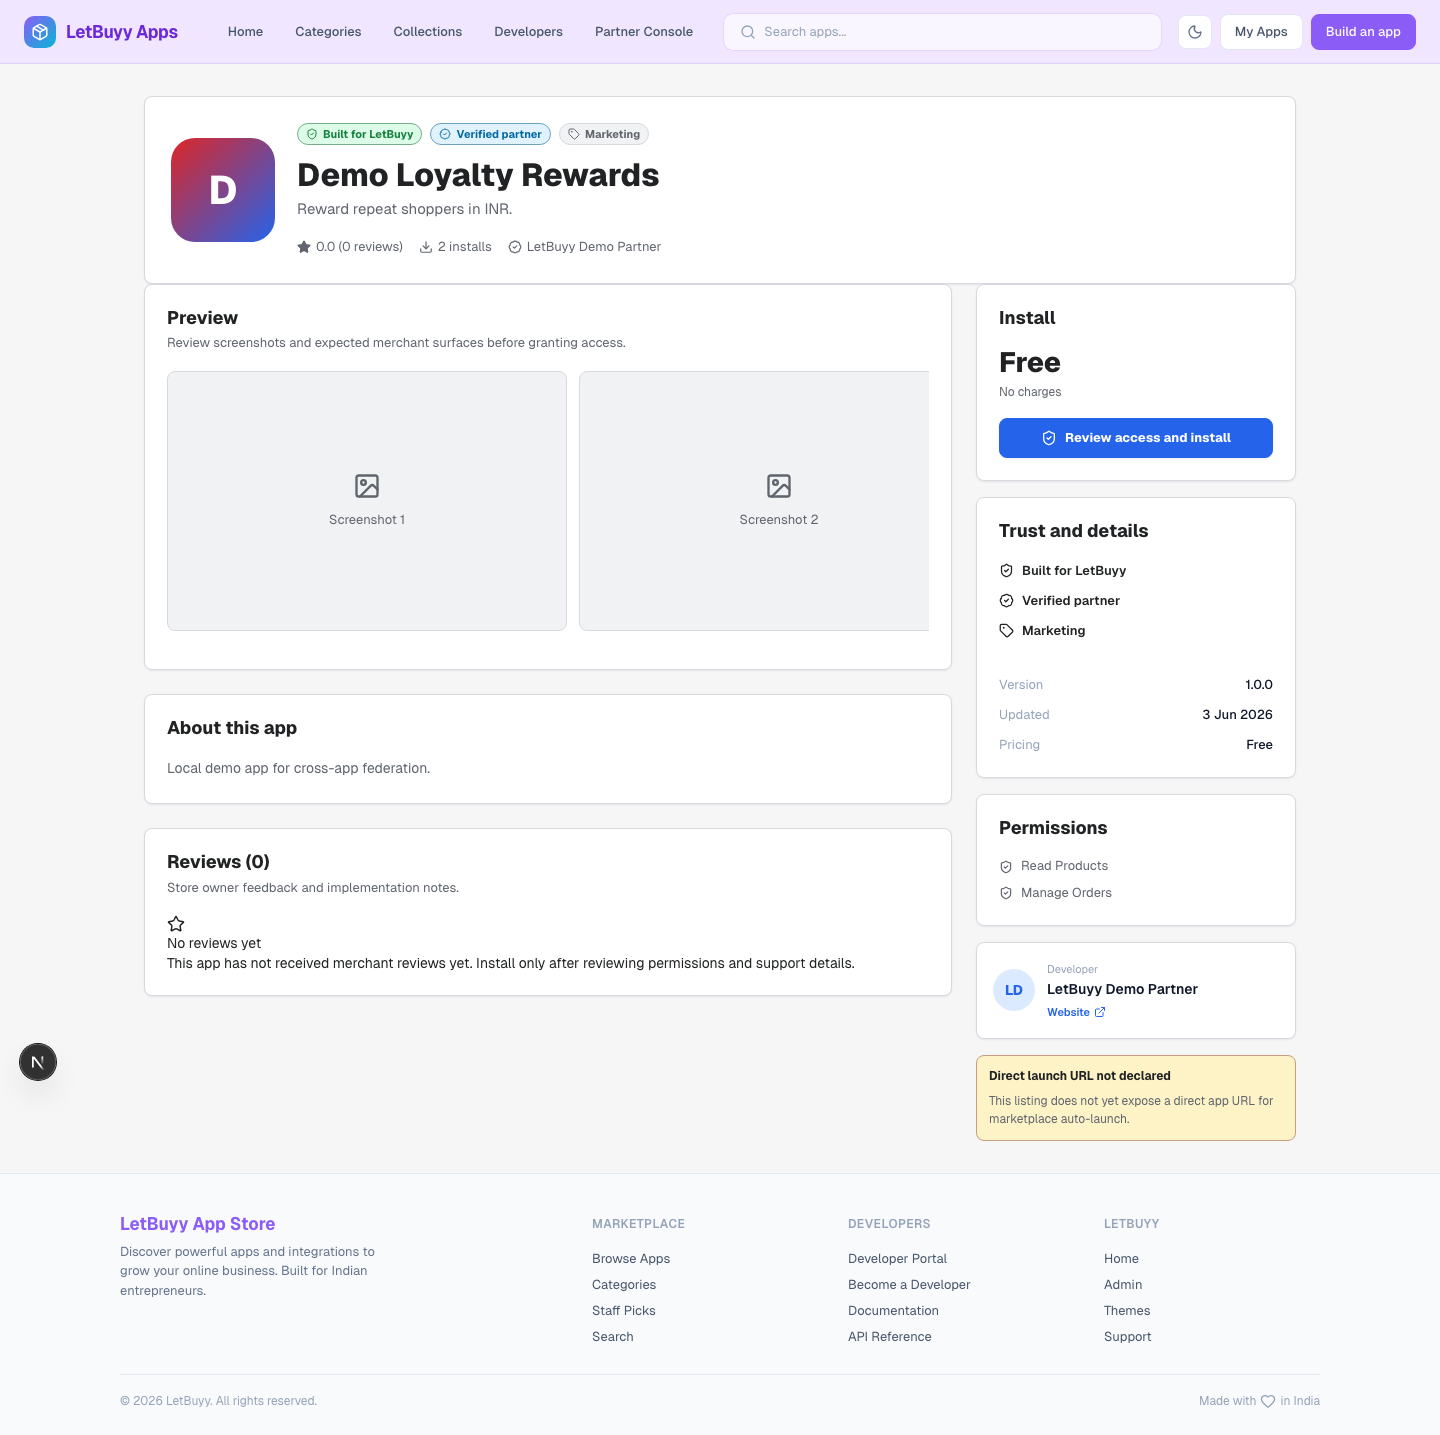 LetBuyy Apps
Home
Categories
Collections
Developers
Partner Console
Search apps...
My Apps
Build an app
Built for LetBuyy
Verified partner
Marketing
D
Demo Loyalty Rewards
Reward repeat shoppers in INR.
0.0 (0 reviews)
2 installs
LetBuyy Demo Partner
Preview
Review screenshots and expected merchant surfaces before granting access.
Screenshot 1
Screenshot 2
About this app
Local demo app for cross-app federation.
Reviews (0)
Store owner feedback and implementation notes.
No reviews yet
This app has not received merchant reviews yet. Install only after reviewing permissions and support details.
Install
Free
No charges
Review access and install
Trust and details
Built for LetBuyy
Verified partner
Marketing
Version 1.0.0
Updated 3 Jun 2026
Pricing Free
Permissions
Read Products
Manage Orders
LD
Developer
LetBuyy Demo Partner
Website
Direct launch URL not declared
This listing does not yet expose a direct app URL for
marketplace auto-launch.
N
LetBuyy App Store
Discover powerful apps and integrations to
grow your online business. Built for Indian
entrepreneurs.
MARKETPLACE
Browse Apps
Categories
Staff Picks
Search
DEVELOPERS
Developer Portal
Become a Developer
Documentation
API Reference
LETBUYY
Home
Admin
Themes
Support
© 2026 LetBuyy. All rights reserved.
Made with in India